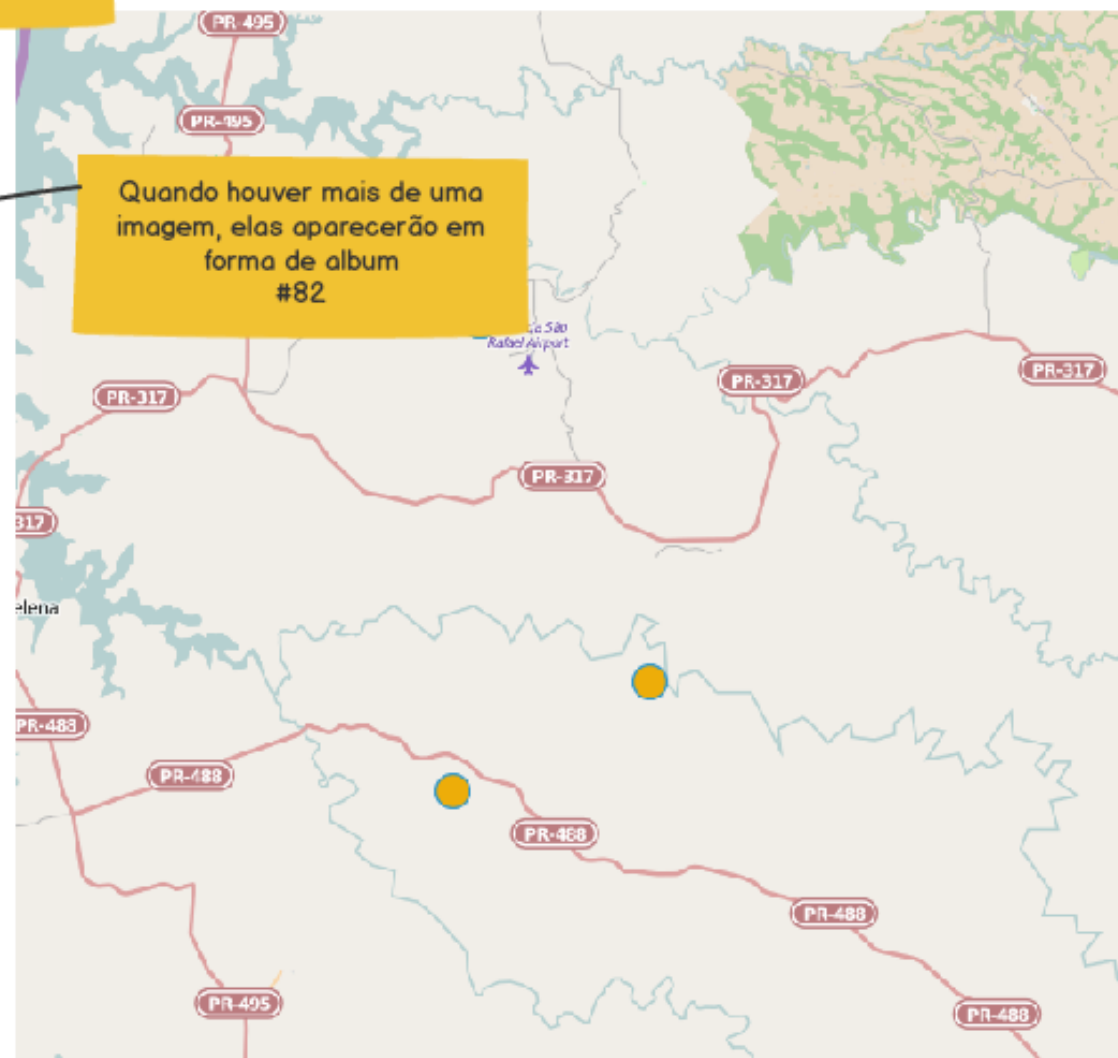 PR-495
PR-495
Quando houver mais de uma
imagem, elas aparecerão em
forma de album
#82
São
Rafael Airport
PR-317
PR-317
PR-317
PR-317
317
elena
PR-488
PR-488
PR-488
PR-488
PR-495
PR-488